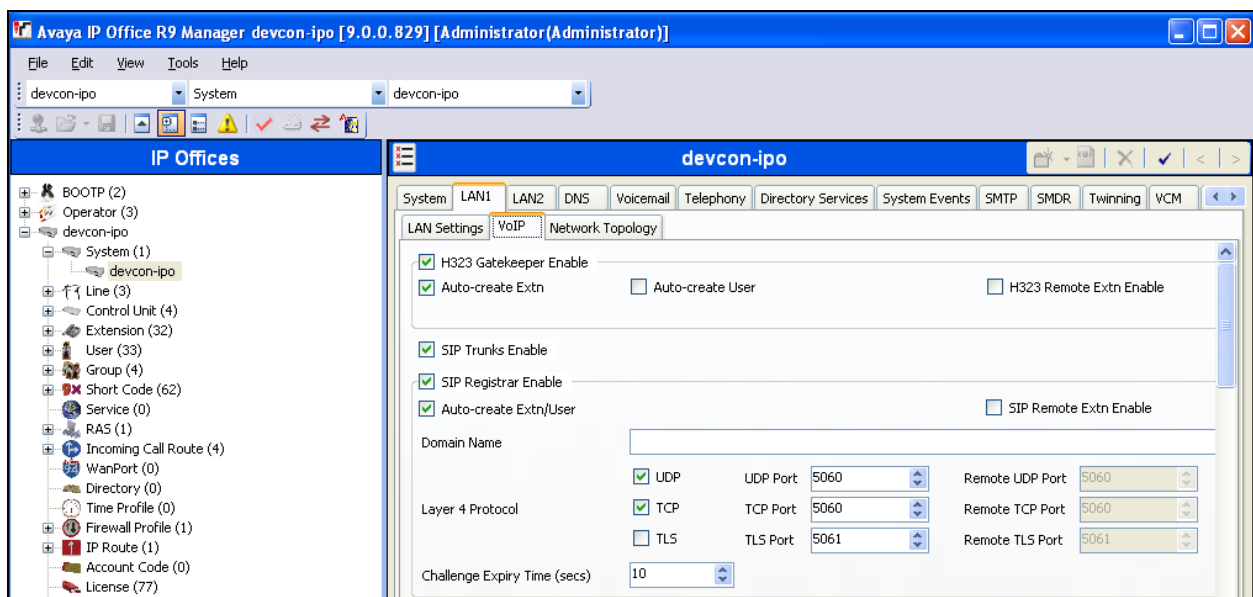 Avaya IP Office R9 Manager devcon-ipo [9.0.0.829] [Administrator(Administrator)]
File Edit View Tools Help
devcon-ipo System devcon-ipo
IP Offices
BOOTP (2)
Operator (3)
devcon-ipo
System (1)
devcon-ipo
Line (3)
Control Unit (4)
Extension (32)
User (33)
Group (4)
Short Code (62)
Service (0)
RAS (1)
Incoming Call Route (4)
WanPort (0)
Directory (0)
Time Profile (0)
Firewall Profile (1)
IP Route (1)
Account Code (0)
License (77)
devcon-ipo
System LAN1 LAN2 DNS Voicemail Telephony Directory Services System Events SMTP SMDR Twinning VCM
LAN Settings VoIP Network Topology
H323 Gatekeeper Enable
Auto-create Extn Auto-create User H323 Remote Extn Enable
SIP Trunks Enable
SIP Registrar Enable
Auto-create Extn/User SIP Remote Extn Enable
Domain Name
UDP UDP Port 5060 Remote UDP Port 5060
Layer 4 Protocol TCP TCP Port 5060 Remote TCP Port 5060
TLS TLS Port 5061 Remote TLS Port 5061
Challenge Expiry Time (secs) 10